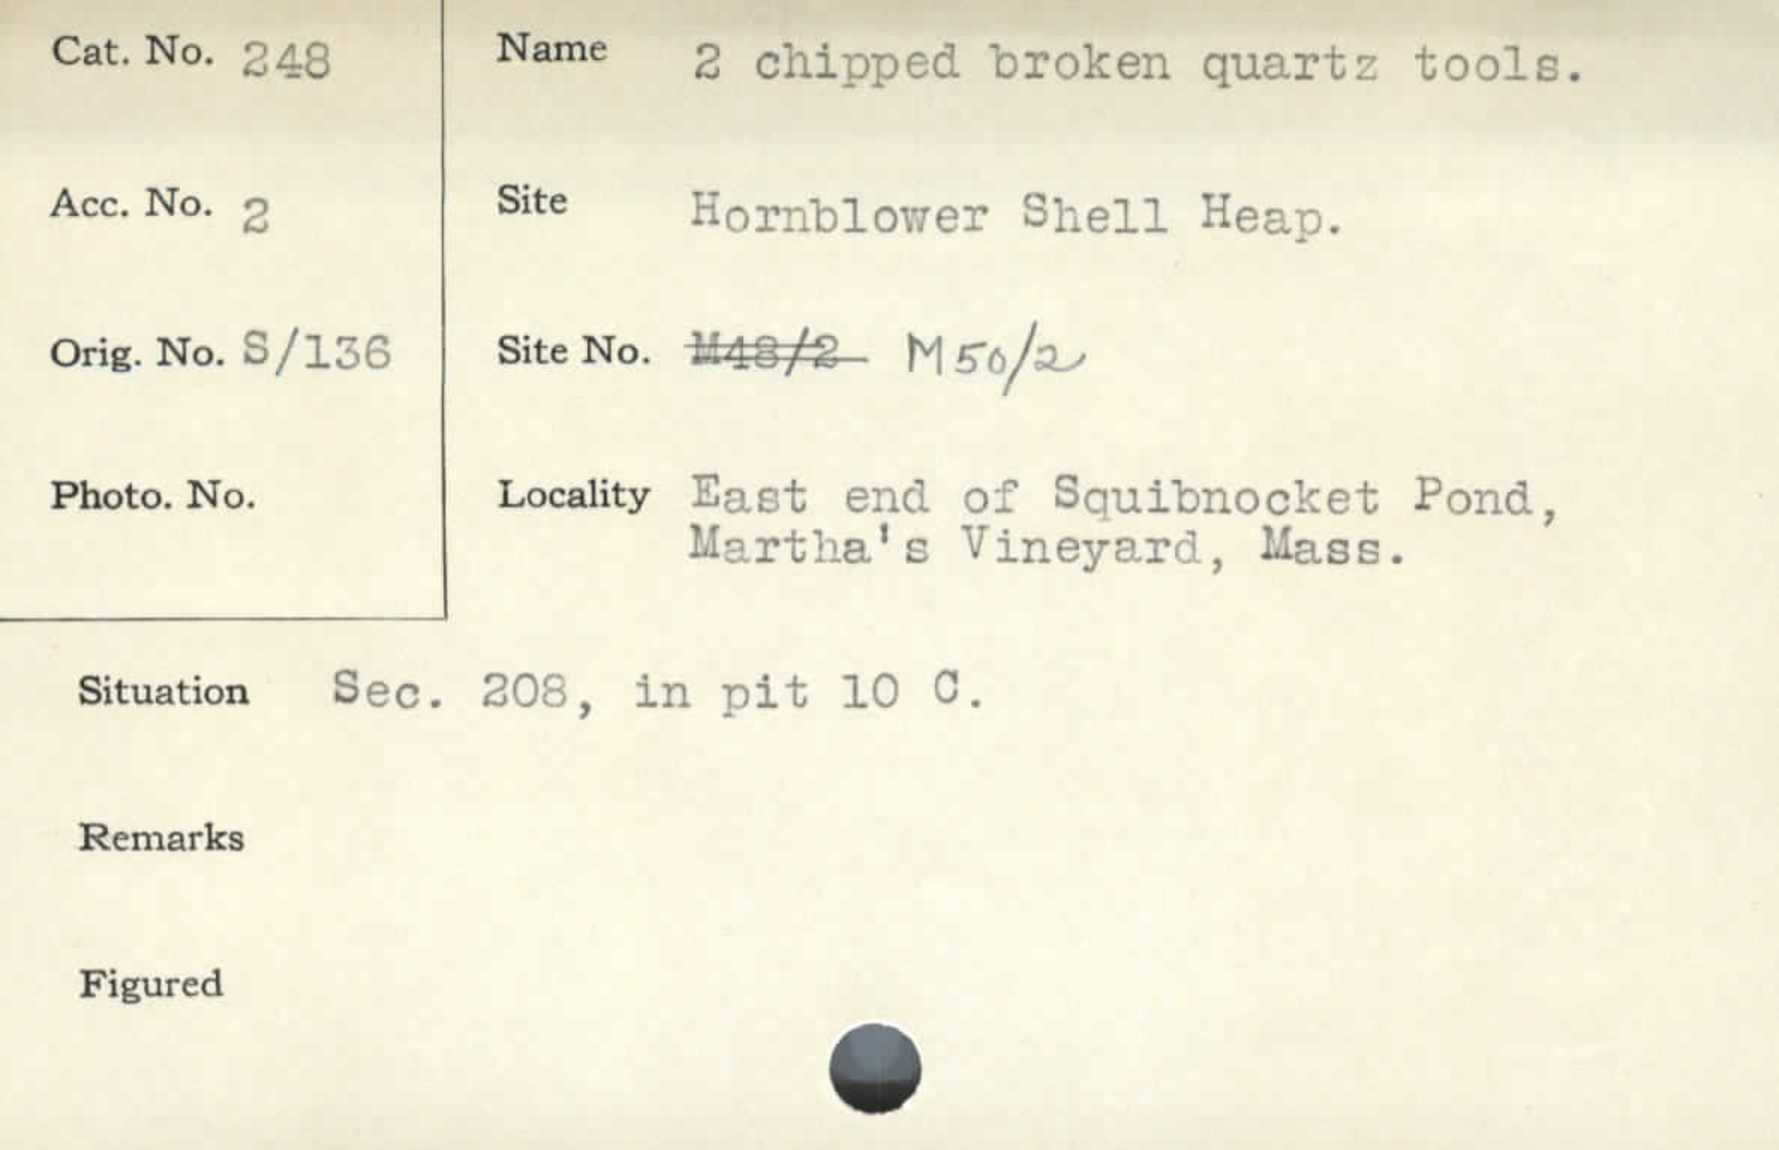 Cat. No. 248
Name 2 chipped broken quartz tools.
Acc. No. 2
Site Hornblower Shell Heap.
Orig. No. S/136
Site No. M48/2 M50/2
Photo. No.
Locality East end of Squibnocket Pond,
Martha's Vineyard, Mass.
Situation Sec. 208, in pit 10 C.
Remarks
Figured